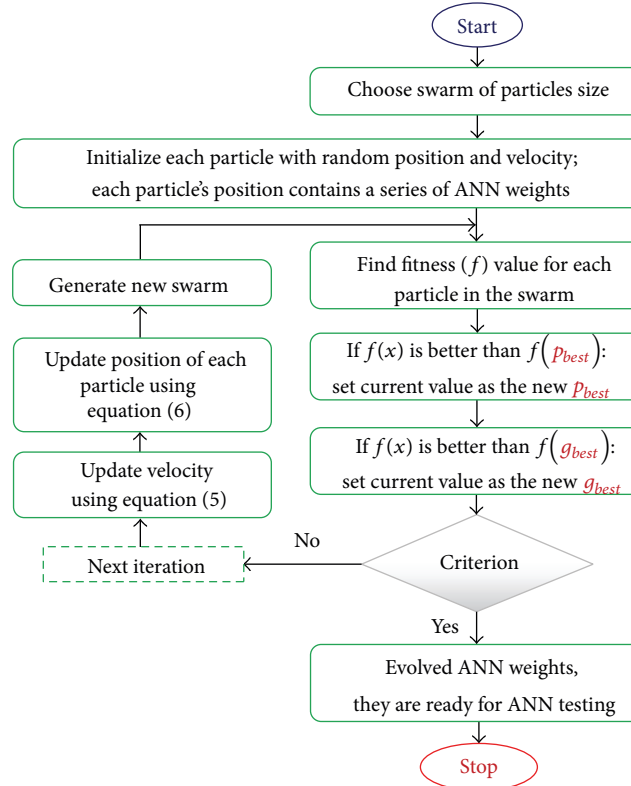 Start
Choose swarm of particles size
Initialize each particle with random position and velocity;
each particle's position contains a series of ANN weights
Find fitness (f) value for each
particle in the swarm
If f(x) is better than f(p_best):
set current value as the new p_best
If f(x) is better than f(g_best):
set current value as the new g_best
Criterion
No
Next iteration
Update velocity
using equation (5)
Update position of each
particle using
equation (6)
Generate new swarm
Yes
Evolved ANN weights,
they are ready for ANN testing
Stop